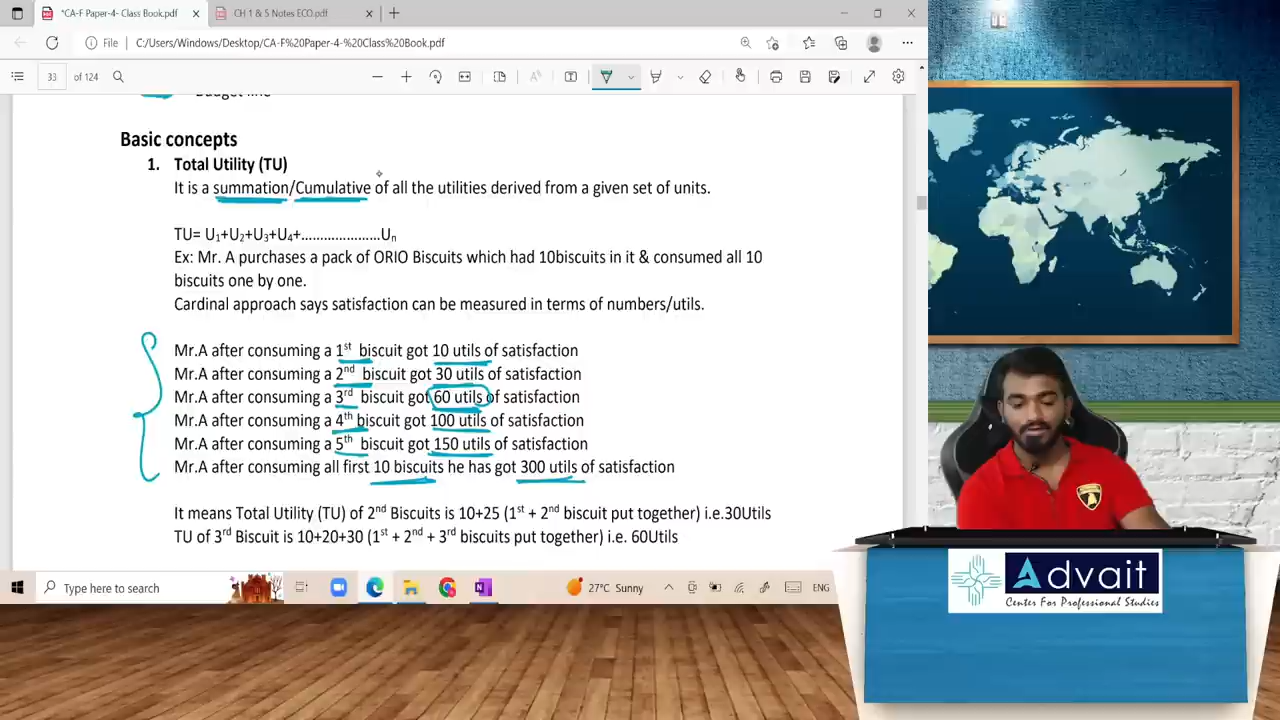 *CA-F Paper-4- Class Book.pdf
CH 1 & 5 Notes ECO.pdf
File
C:/Users/Windows/Desktop/CA-F%20Paper-4-%20Class%20Book.pdf
33 of 124
Budget line
Basic concepts
1. Total Utility (TU)
It is a summation/Cumulative of all the utilities derived from a given set of units.
TU= U1+U2+U3+U4+…………………Un
Ex: Mr. A purchases a pack of ORIO Biscuits which had 10biscuits in it & consumed all 10
biscuits one by one.
Cardinal approach says satisfaction can be measured in terms of numbers/utils.
Mr.A after consuming a 1st biscuit got 10 utils of satisfaction
Mr.A after consuming a 2nd biscuit got 30 utils of satisfaction
Mr.A after consuming a 3rd biscuit got 60 utils of satisfaction
Mr.A after consuming a 4th biscuit got 100 utils of satisfaction
Mr.A after consuming a 5th biscuit got 150 utils of satisfaction
Mr.A after consuming all first 10 biscuits he has got 300 utils of satisfaction
It means Total Utility (TU) of 2nd Biscuits is 10+25 (1st + 2nd biscuit put together) i.e.30Utils
TU of 3rd Biscuit is 10+20+30 (1st + 2nd + 3rd biscuits put together) i.e. 60Utils
Type here to search
27°C Sunny
ENG
Advait
Center For Professional Studies